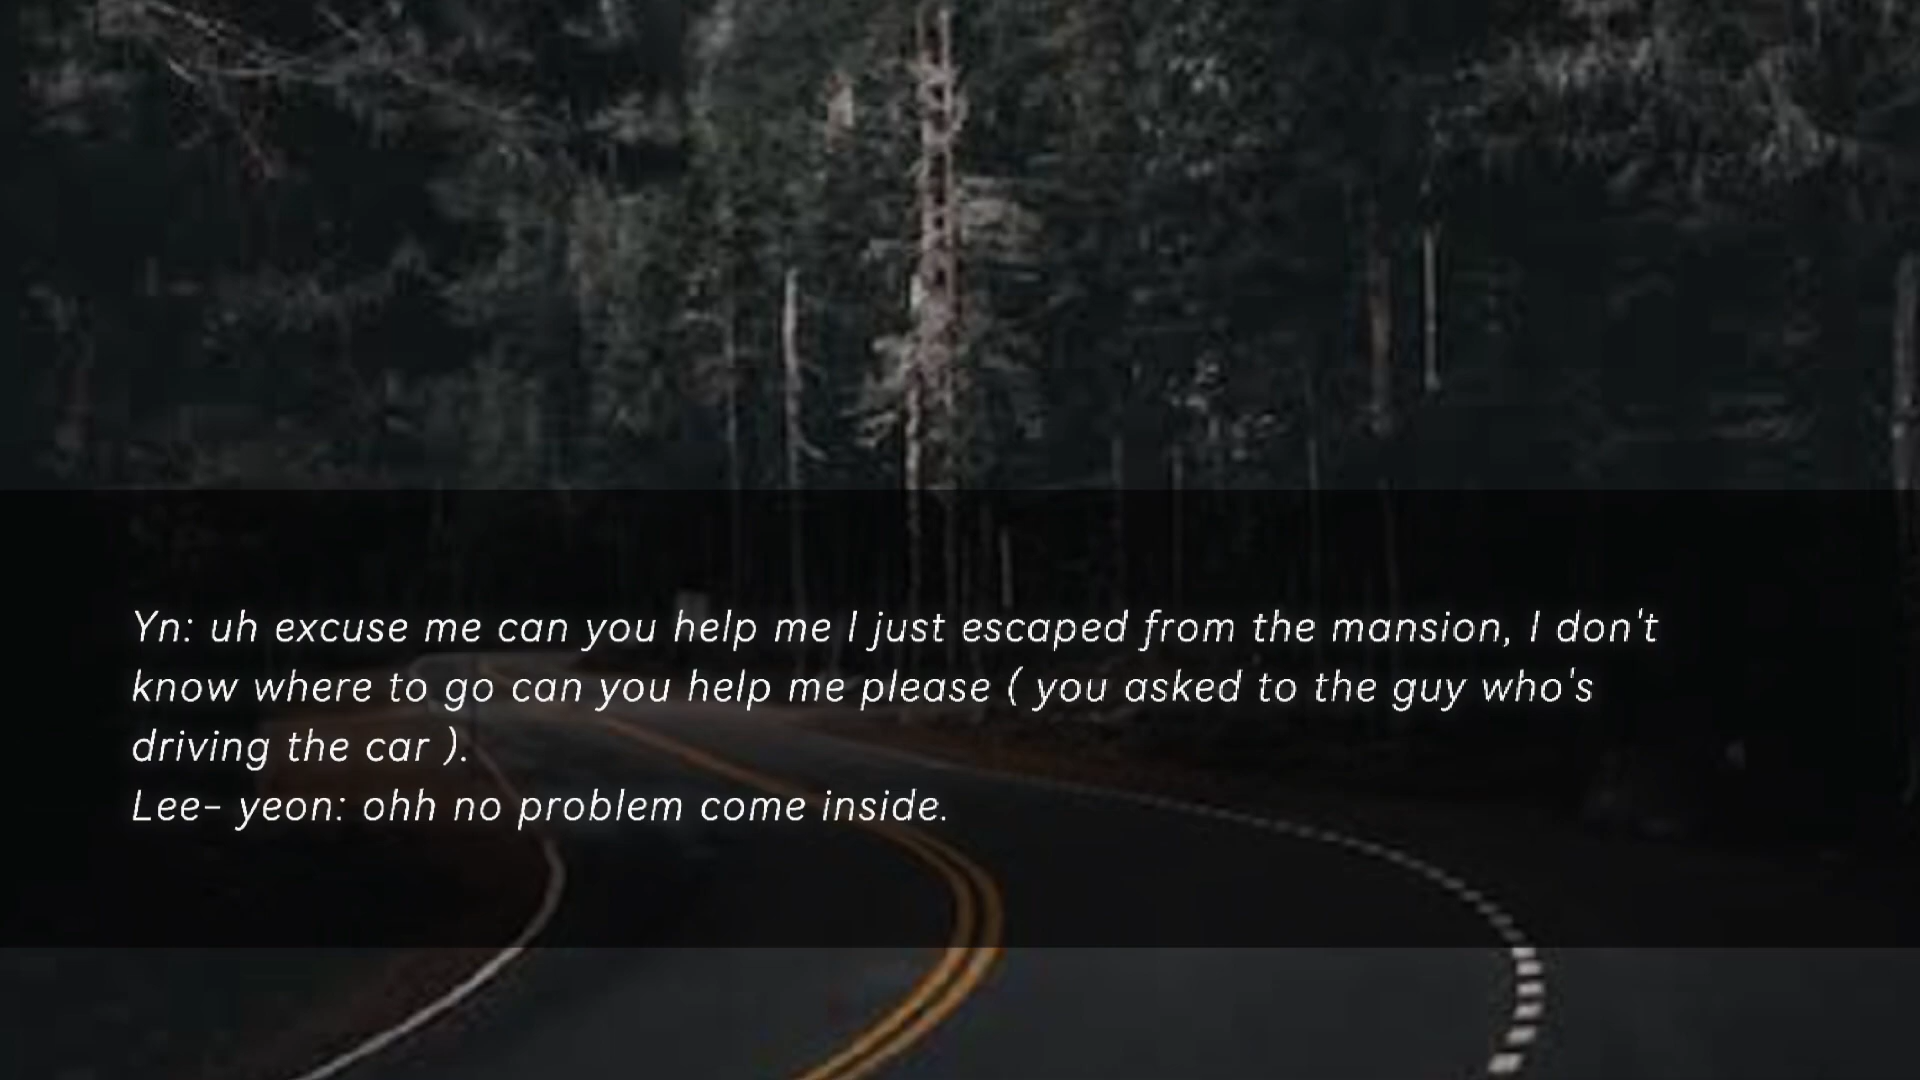 Yn: uh excuse me can you help me I just escaped from the mansion, I don't
know where to go can you help me please ( you asked to the guy who's
driving the car ).
Lee- yeon: ohh no problem come inside.